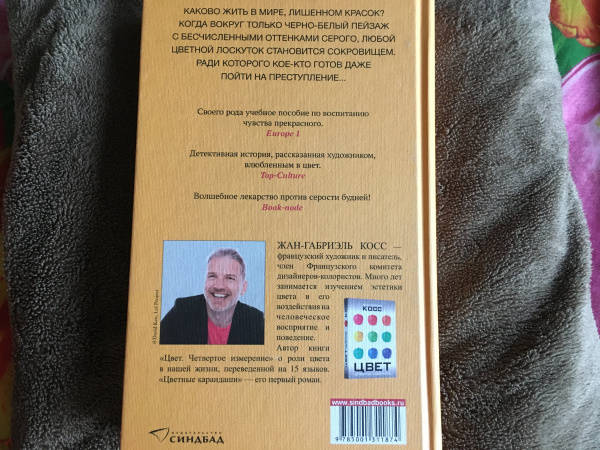 КАКОВО ЖИТЬ В МИРЕ, ЛИШЕННОМ КРАСОК?
КОГДА ВОКРУГ ТОЛЬКО ЧЕРНО-БЕЛЫЙ ПЕЙЗАЖ
С БЕСЧИСЛЕННЫМИ ОТТЕНКАМИ СЕРОГО, ЛЮБОЙ
ЦВЕТНОЙ ЛОСКУТОК СТАНОВИТСЯ СОКРОВИЩЕМ,
РАДИ КОТОРОГО КОЕ-КТО ГОТОВ ДАЖЕ
ПОЙТИ НА ПРЕСТУПЛЕНИЕ...
Своего рода учебное пособие по воспитанию
чувства прекрасного.
Europe 1
Детективная история, рассказанная художником,
влюбленным в цвет.
Top-Culture
Волшебное лекарство против серости будней!
Book-node
ЖАН-ГАБРИЭЛЬ КОСС —
французский художник и писатель,
член Французского комитета
дизайнеров-колористов. Много лет
занимается изучением эстетики
цвета и его
воздействия на
человеческое
восприятие и
поведение.
Автор книги
«Цвет. Четвертое измерение» о роли цвета
в нашей жизни, переведенной на 15 языков.
«Цветные карандаши» — его первый роман.
КОСС
ЦВЕТ
ИЗДАТЕЛЬСТВО
СИНДБАД
www.sindbadbooks.ru
9785001311874